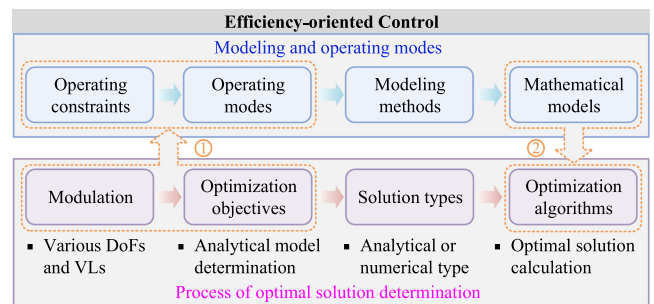 Efficiency-oriented Control
Modeling and operating modes
Operating
constraints
Operating
modes
Modeling
methods
Mathematical
models
①
②
Modulation
Optimization
objectives
Solution types
Optimization
algorithms
▪ Various DoFs
and VLs
▪ Analytical model
determination
▪ Analytical or
numerical type
▪ Optimal solution
calculation
Process of optimal solution determination